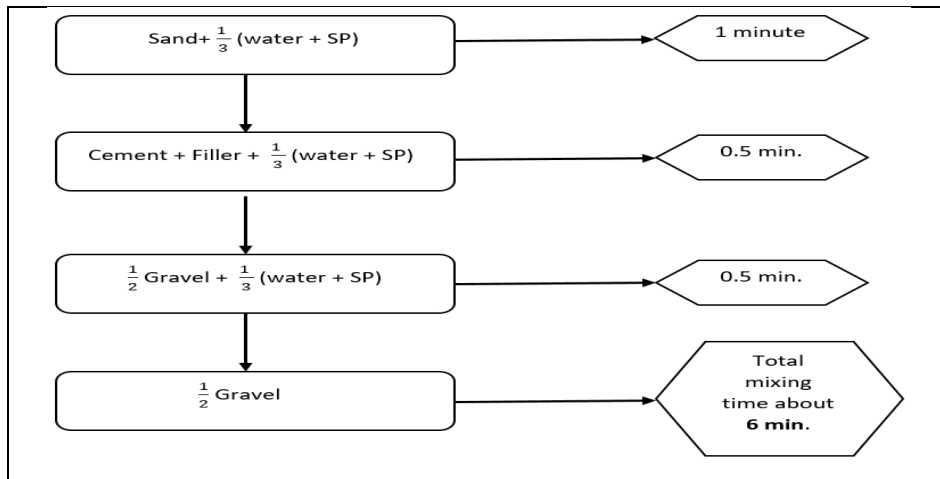 Sand+ 1/3 (water + SP)
1 minute
Cement + Filler + 1/3 (water + SP)
0.5 min.
1/2 Gravel + 1/3 (water + SP)
0.5 min.
1/2 Gravel
Total
mixing
time about
6 min.